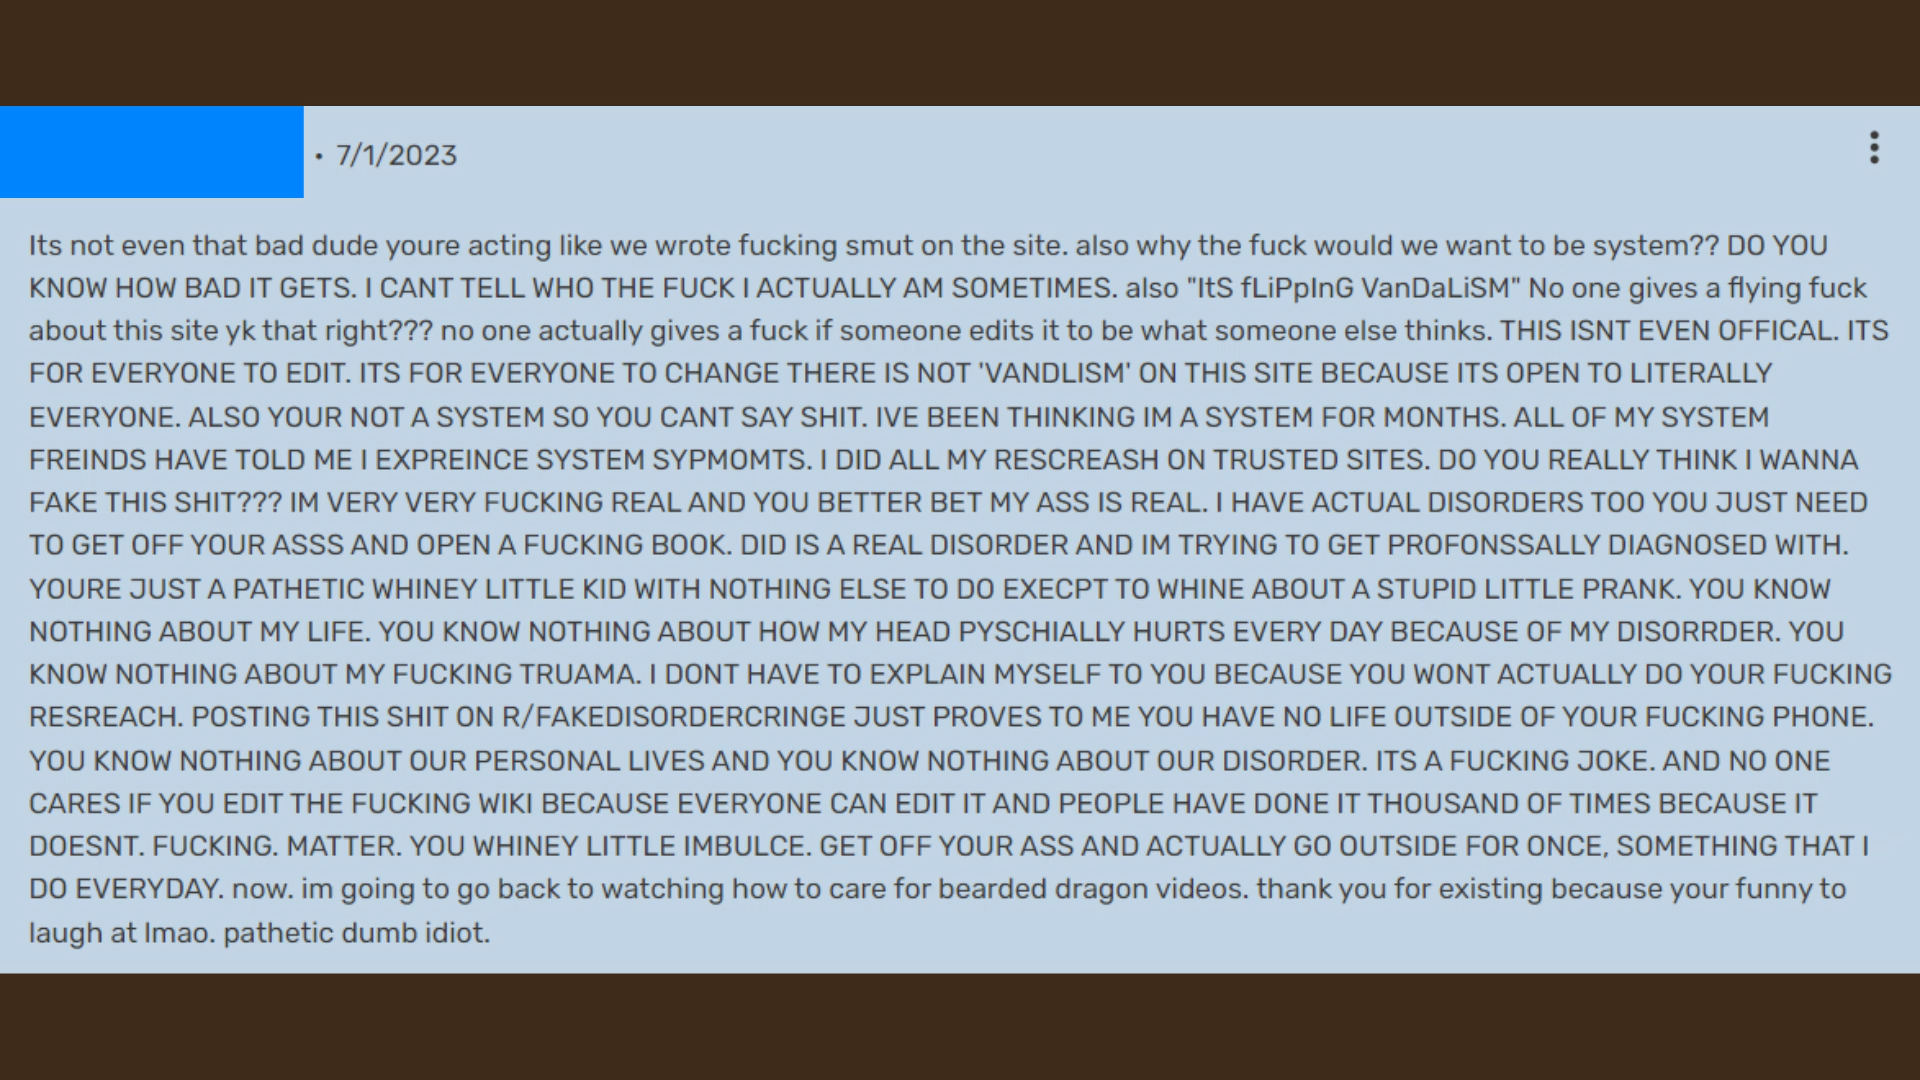 • 7/1/2023
Its not even that bad dude youre acting like we wrote fucking smut on the site. also why the fuck would we want to be system?? DO YOU
KNOW HOW BAD IT GETS. I CANT TELL WHO THE FUCK I ACTUALLY AM SOMETIMES. also "ItS fLiPpInG VanDaLiSM" No one gives a flying fuck
about this site yk that right??? no one actually gives a fuck if someone edits it to be what someone else thinks. THIS ISNT EVEN OFFICAL. ITS
FOR EVERYONE TO EDIT. ITS FOR EVERYONE TO CHANGE THERE IS NOT 'VANDLISM' ON THIS SITE BECAUSE ITS OPEN TO LITERALLY
EVERYONE. ALSO YOUR NOT A SYSTEM SO YOU CANT SAY SHIT. IVE BEEN THINKING IM A SYSTEM FOR MONTHS. ALL OF MY SYSTEM
FREINDS HAVE TOLD ME I EXPREINCE SYSTEM SYPMOMTS. I DID ALL MY RESCREASH ON TRUSTED SITES. DO YOU REALLY THINK I WANNA
FAKE THIS SHIT??? IM VERY VERY FUCKING REAL AND YOU BETTER BET MY ASS IS REAL. I HAVE ACTUAL DISORDERS TOO YOU JUST NEED
TO GET OFF YOUR ASSS AND OPEN A FUCKING BOOK. DID IS A REAL DISORDER AND IM TRYING TO GET PROFONSSALLY DIAGNOSED WITH.
YOURE JUST A PATHETIC WHINEY LITTLE KID WITH NOTHING ELSE TO DO EXECPT TO WHINE ABOUT A STUPID LITTLE PRANK. YOU KNOW
NOTHING ABOUT MY LIFE. YOU KNOW NOTHING ABOUT HOW MY HEAD PYSCHIALLY HURTS EVERY DAY BECAUSE OF MY DISORRDER. YOU
KNOW NOTHING ABOUT MY FUCKING TRUAMA. I DONT HAVE TO EXPLAIN MYSELF TO YOU BECAUSE YOU WONT ACTUALLY DO YOUR FUCKING
RESREACH. POSTING THIS SHIT ON R/FAKEDISORDERCRINGE JUST PROVES TO ME YOU HAVE NO LIFE OUTSIDE OF YOUR FUCKING PHONE.
YOU KNOW NOTHING ABOUT OUR PERSONAL LIVES AND YOU KNOW NOTHING ABOUT OUR DISORDER. ITS A FUCKING JOKE. AND NO ONE
CARES IF YOU EDIT THE FUCKING WIKI BECAUSE EVERYONE CAN EDIT IT AND PEOPLE HAVE DONE IT THOUSAND OF TIMES BECAUSE IT
DOESNT. FUCKING. MATTER. YOU WHINEY LITTLE IMBULCE. GET OFF YOUR ASS AND ACTUALLY GO OUTSIDE FOR ONCE, SOMETHING THAT I
DO EVERYDAY. now. im going to go back to watching how to care for bearded dragon videos. thank you for existing because your funny to
laugh at lmao. pathetic dumb idiot.